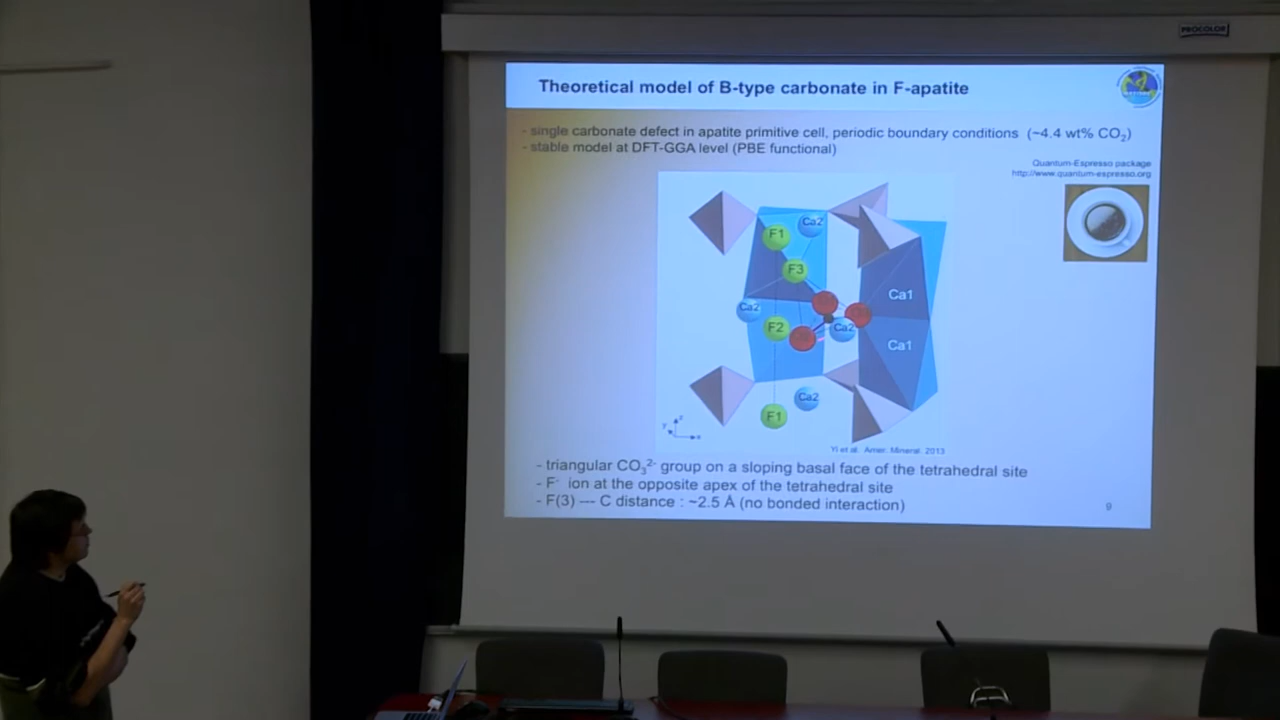 PROCOLOR
Theoretical model of B-type carbonate in F-apatite
- single carbonate defect in apatite primitive cell, periodic boundary conditions (~4.4 wt% CO₂)
- stable model at DFT-GGA level (PBE functional)
Quantum-Espresso package
http://www.quantum-espresso.org
F1
Ca2
F3
Ca1
Ca2
F2
Ca2
Ca1
Ca2
F1
z
y
x
Yi et al. Amer. Mineral. 2013
- triangular CO₃²⁻ group on a sloping basal face of the tetrahedral site
- F⁻ ion at the opposite apex of the tetrahedral site
- F(3) --- C distance : ~2.5 Å (no bonded interaction)
9